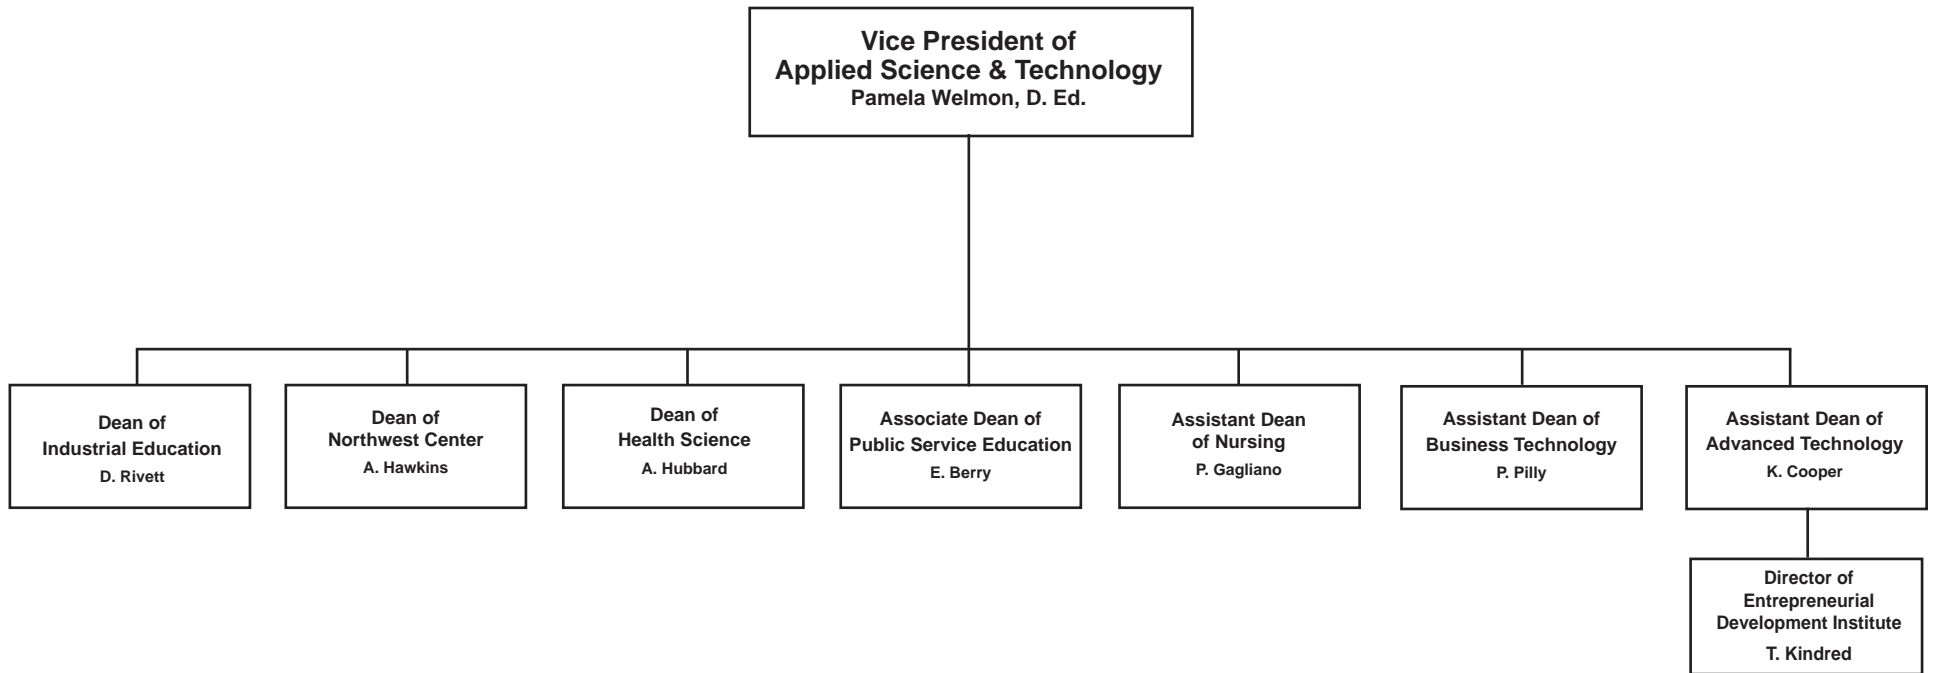 Vice President of
Applied Science & Technology
Pamela Welmon, D. Ed.
Dean of
Industrial Education
D. Rivett
Dean of
Northwest Center
A. Hawkins
Dean of
Health Science
A. Hubbard
Associate Dean of
Public Service Education
E. Berry
Assistant Dean
of Nursing
P. Gagliano
Assistant Dean of
Business Technology
P. Pilly
Assistant Dean of
Advanced Technology
K. Cooper
Director of
Entrepreneurial
Development Institute
T. Kindred